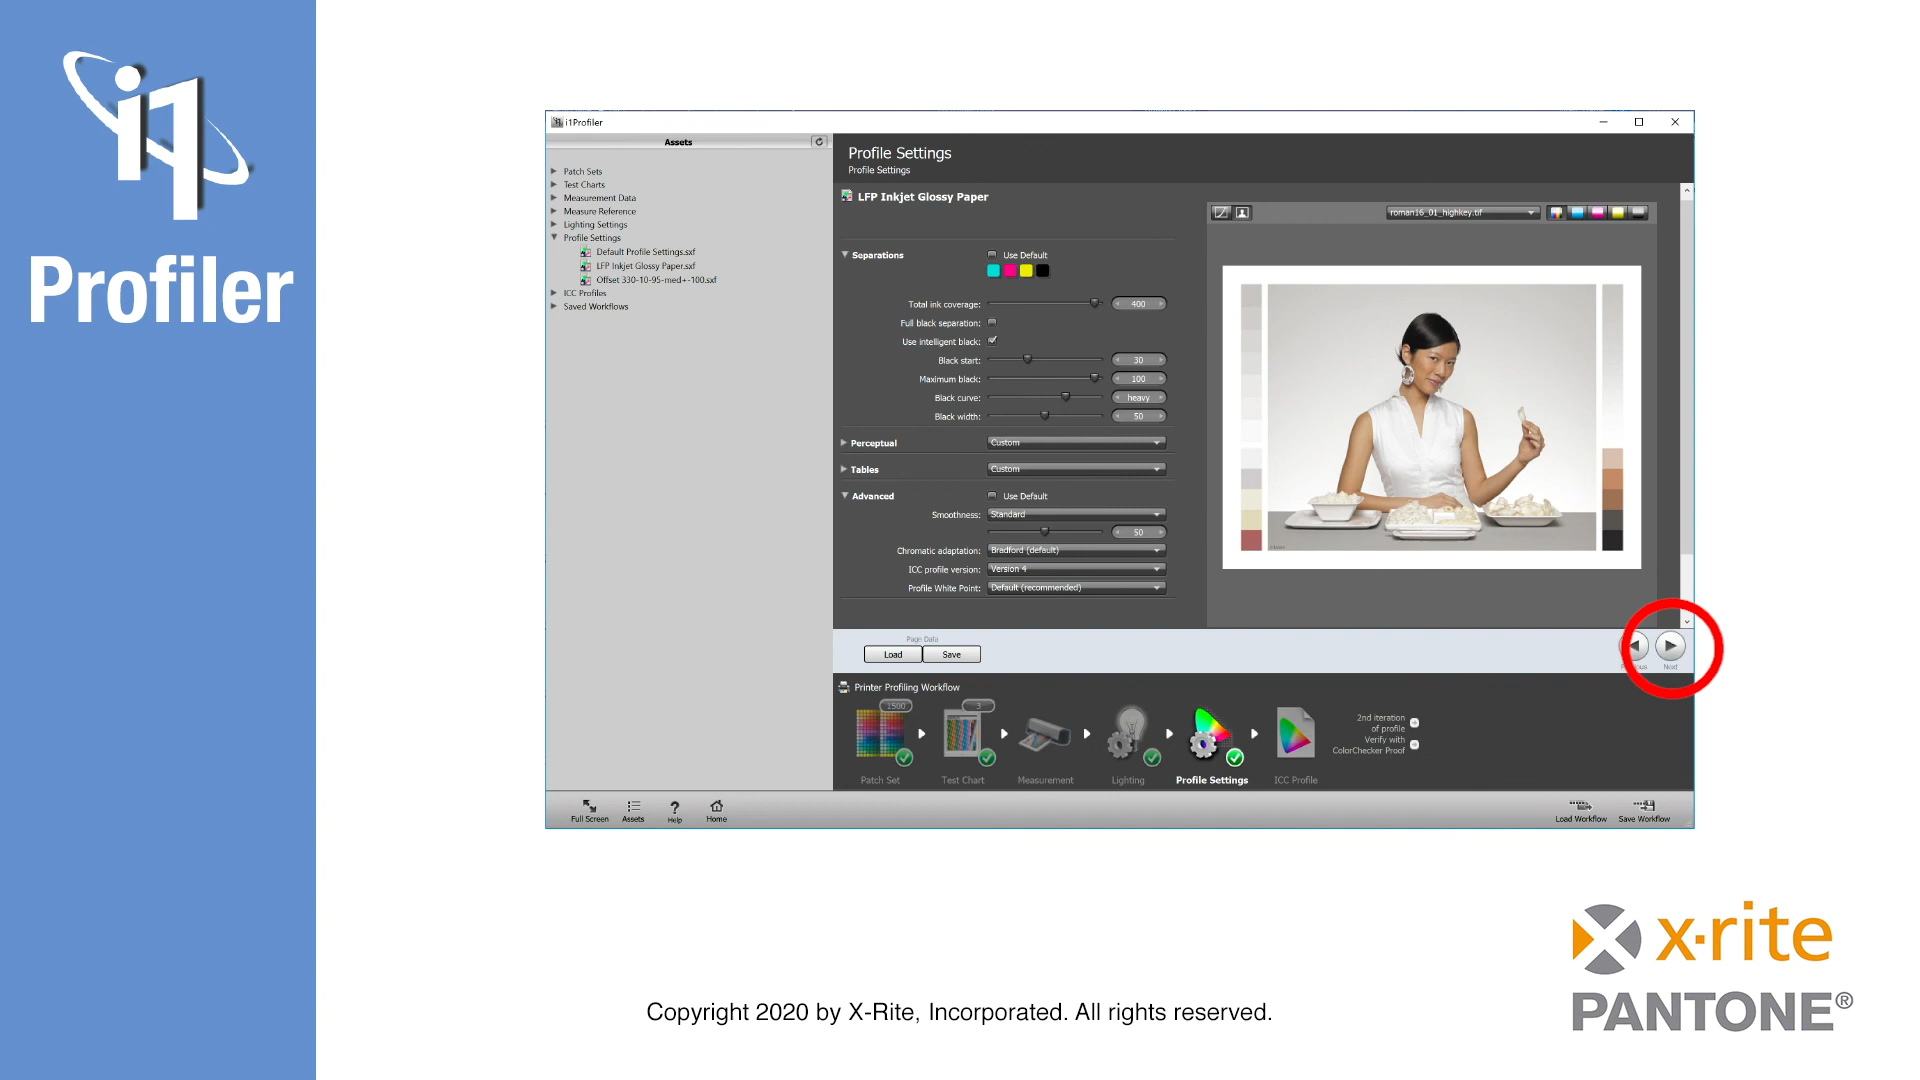 i1
Profiler
i1Profiler
Assets
Patch Sets
Test Charts
Measurement Data
Measure Reference
Lighting Settings
Profile Settings
Default Profile Settings.sxf
LFP Inkjet Glossy Paper.sxf
Offset 330-10-95-med+-100.sxf
ICC Profiles
Saved Workflows
Profile Settings
Profile Settings
LFP Inkjet Glossy Paper
roman16_01_highkey.tif
Separations
Use Default
Total ink coverage: 400
Full black separation:
Use intelligent black:
Black start: 30
Maximum black: 100
Black curve: heavy
Black width: 50
Perceptual Custom
Tables Custom
Advanced Use Default
Smoothness: Standard
50
Chromatic adaptation: Bradford (default)
ICC profile version: Version 4
Profile White Point: Default (recommended)
Page Data
Load Save
Next
Printer Profiling Workflow
1500
3
2nd iteration
of profile
Verify with
ColorChecker Proof
Patch Set Test Chart Measurement Lighting Profile Settings ICC Profile
Full Screen Assets Help Home Load Workflow Save Workflow
x·rite
PANTONE®
Copyright 2020 by X-Rite, Incorporated. All rights reserved.